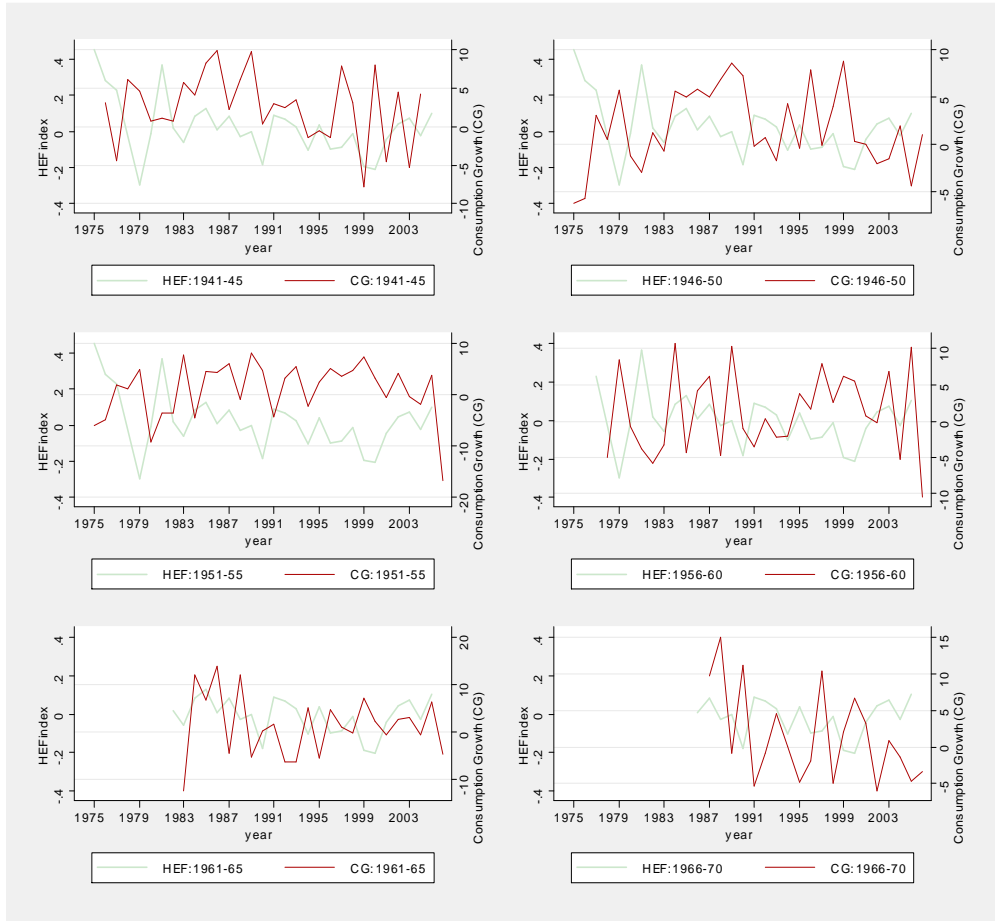 HEF index
.4
.2
0
-.2
-.4
Consumption Growth (CG)
10
5
0
-5
-10
1975 1979 1983 1987 1991 1995 1999 2003
year
HEF:1941-45 CG:1941-45
HEF index
.4
.2
0
-.2
-.4
Consumption Growth (CG)
10
5
0
-5
1975 1979 1983 1987 1991 1995 1999 2003
year
HEF:1946-50 CG:1946-50
HEF index
.4
.2
0
-.2
-.4
Consumption Growth (CG)
10
0
-10
-20
1975 1979 1983 1987 1991 1995 1999 2003
year
HEF:1951-55 CG:1951-55
HEF index
.4
.2
0
-.2
-.4
Consumption Growth (CG)
10
5
0
-5
-10
1975 1979 1983 1987 1991 1995 1999 2003
year
HEF:1956-60 CG:1956-60
HEF index
.4
.2
0
-.2
-.4
Consumption Growth (CG)
20
10
0
-10
1975 1979 1983 1987 1991 1995 1999 2003
year
HEF:1961-65 CG:1961-65
HEF index
.4
.2
0
-.2
-.4
Consumption Growth (CG)
15
10
5
0
-5
1975 1979 1983 1987 1991 1995 1999 2003
year
HEF:1966-70 CG:1966-70